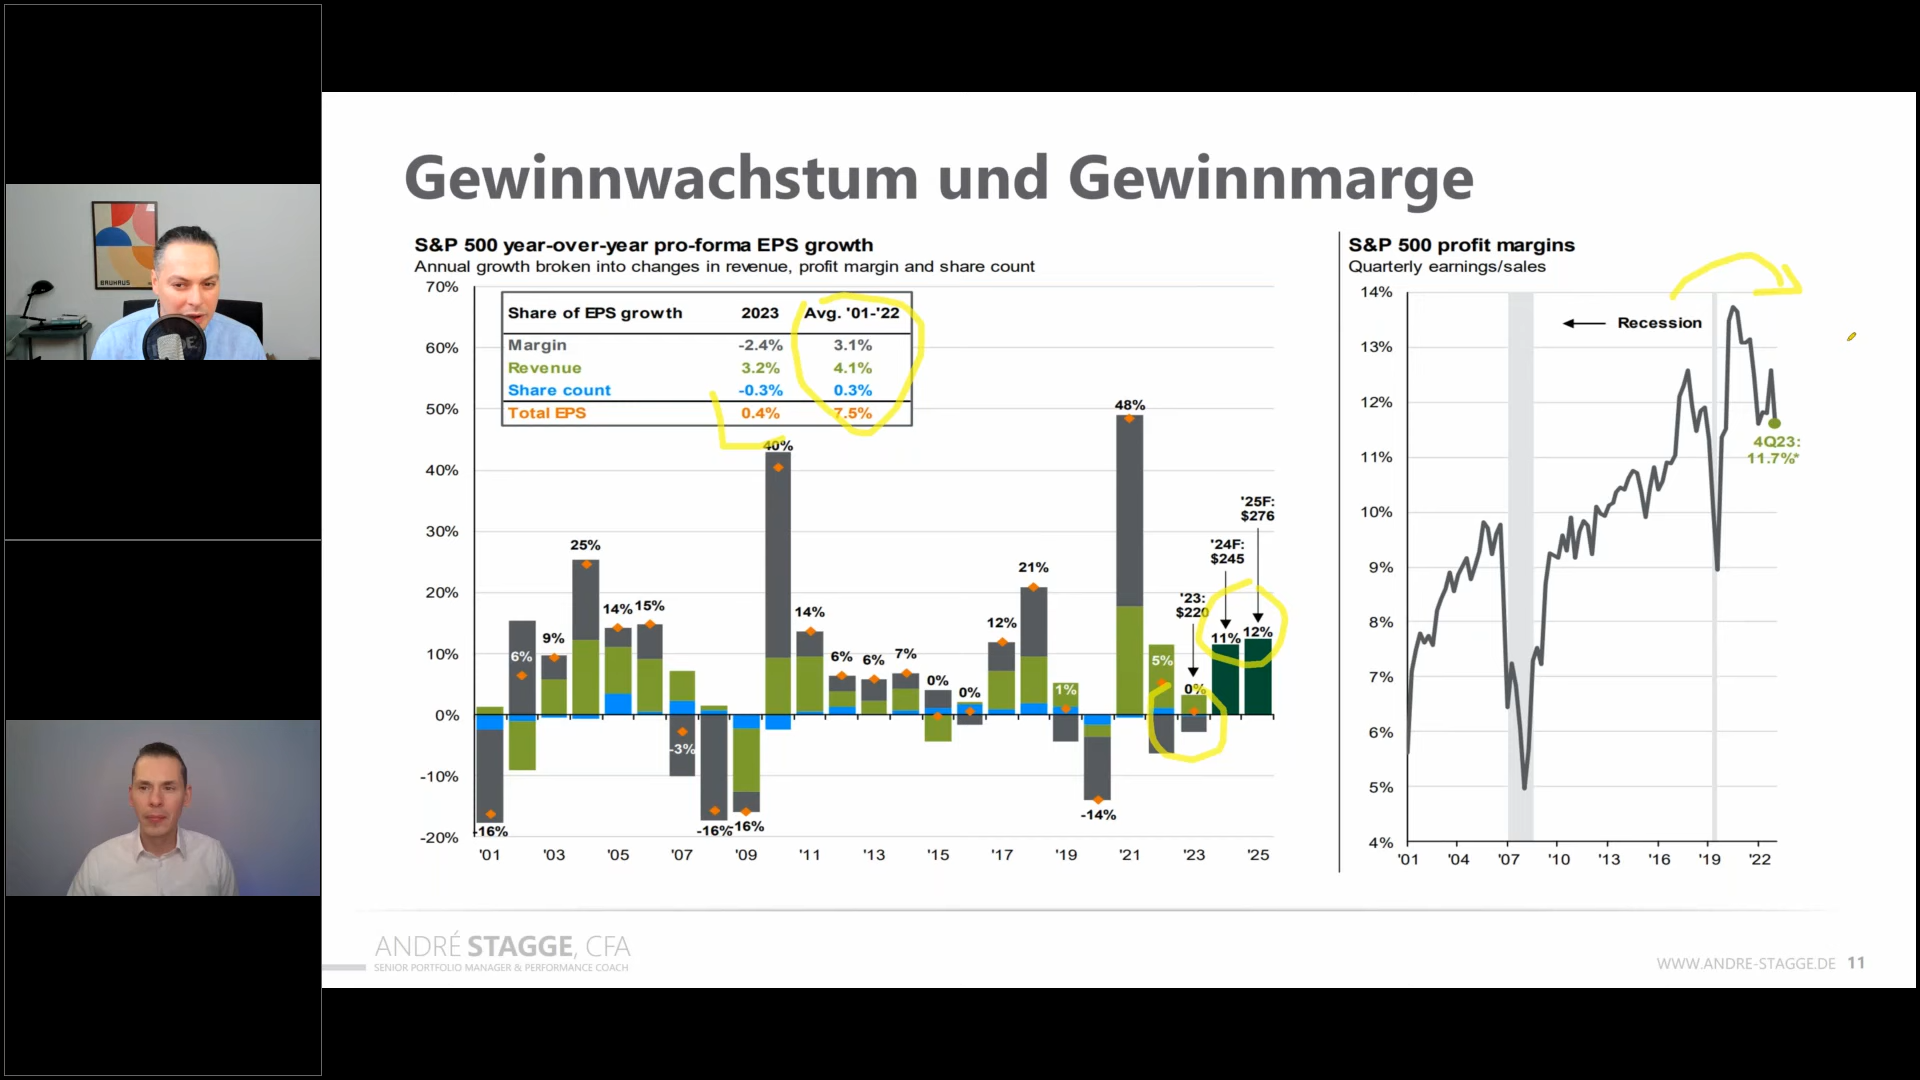 BAUHAUS
Gewinnwachstum und Gewinnmarge
S&P 500 year-over-year pro-forma EPS growth
Annual growth broken into changes in revenue, profit margin and share count
70%
60%
50%
40%
30%
20%
10%
0%
-10%
-20%
Share of EPS growth 2023 Avg. '01-'22
Margin -2.4% 3.1%
Revenue 3.2% 4.1%
Share count -0.3% 0.3%
Total EPS 0.4% 7.5%
-16%
6%
9%
25%
14%
15%
-3%
-16%
-16%
40%
14%
6%
6%
7%
0%
0%
12%
21%
1%
-14%
48%
5%
'23:
$220
0%
'24F:
$245
11%
'25F:
$276
12%
'01 '03 '05 '07 '09 '11 '13 '15 '17 '19 '21 '23 '25
S&P 500 profit margins
Quarterly earnings/sales
14%
13%
12%
11%
10%
9%
8%
7%
6%
5%
4%
Recession
4Q23:
11.7%*
'01 '04 '07 '10 '13 '16 '19 '22
ANDRÉ STAGGE, CFA
SENIOR PORTFOLIO MANAGER & PERFORMANCE COACH
WWW.ANDRE-STAGGE.DE 11